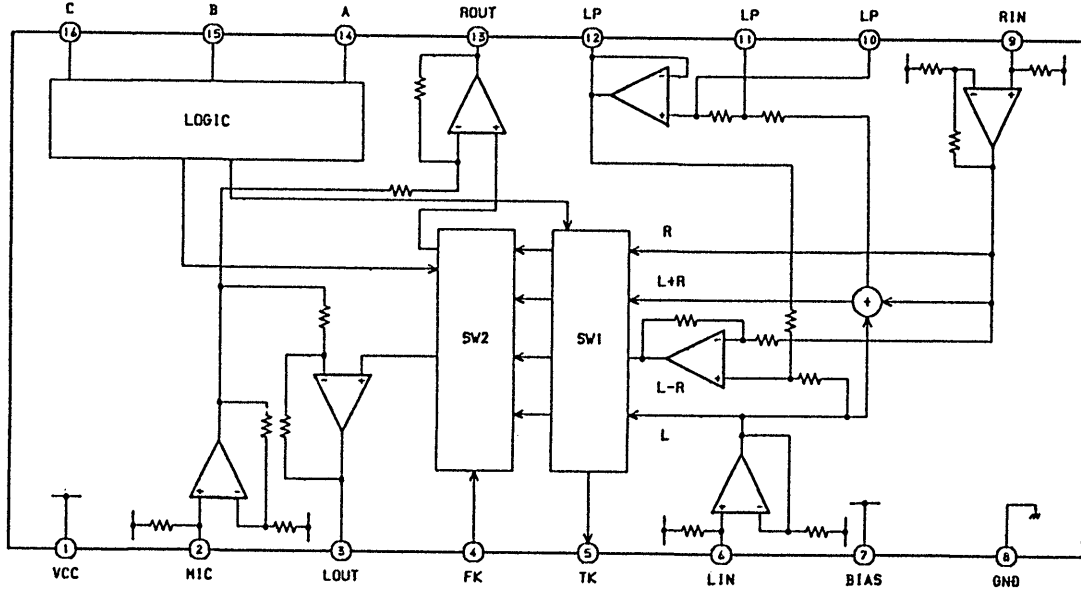 C B A ROUT LP LP LP RIN
16 15 14 13 12 11 10 9
- + - +
LOGIC
- +
- +
R
L+R
+
SW2 SW1
-
+
- +
L-R
L
+ - + -
1 2 3 4 5 6 7 8
VCC MIC LOUT FK TK LIN BIAS GND